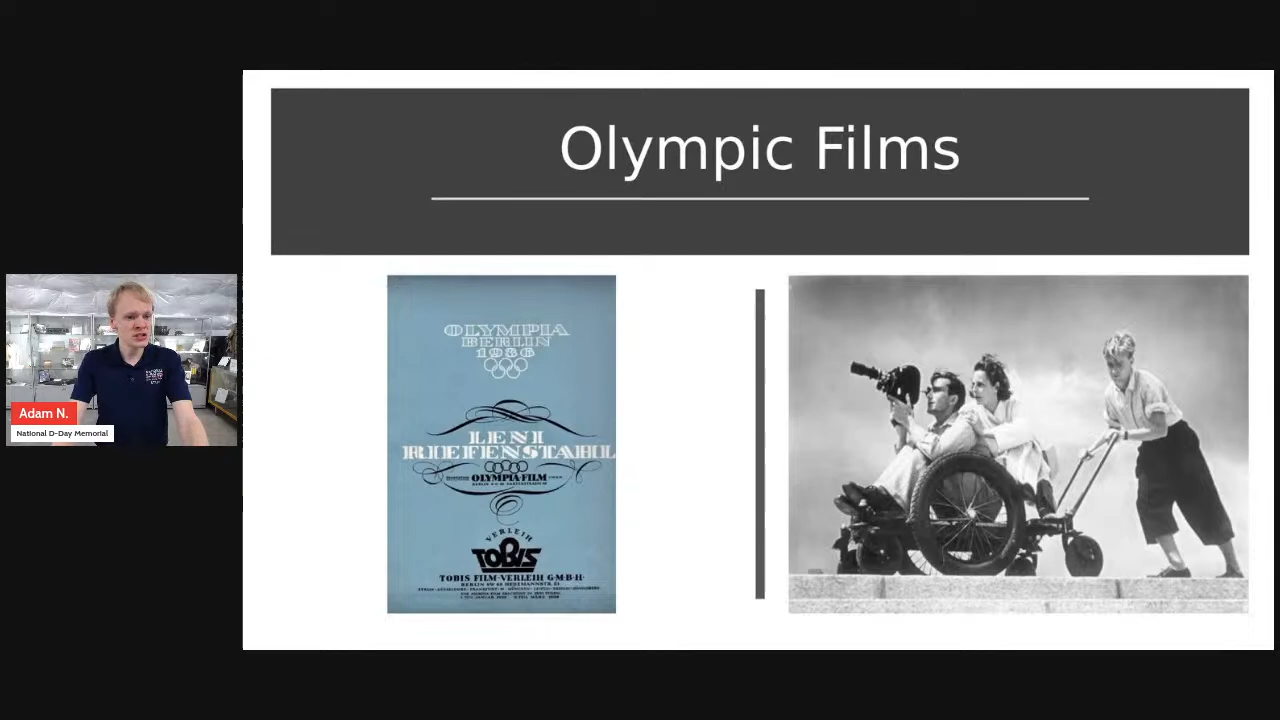 Olympic Films
OLYMPIA
BERLIN
1936
LENI
RIEFENSTAHL
OLYMPIA-FILM
VERLEIH
TOBIS
TOBIS FILM-VERLEIH G·M·B·H·
Adam N.
National D-Day Memorial